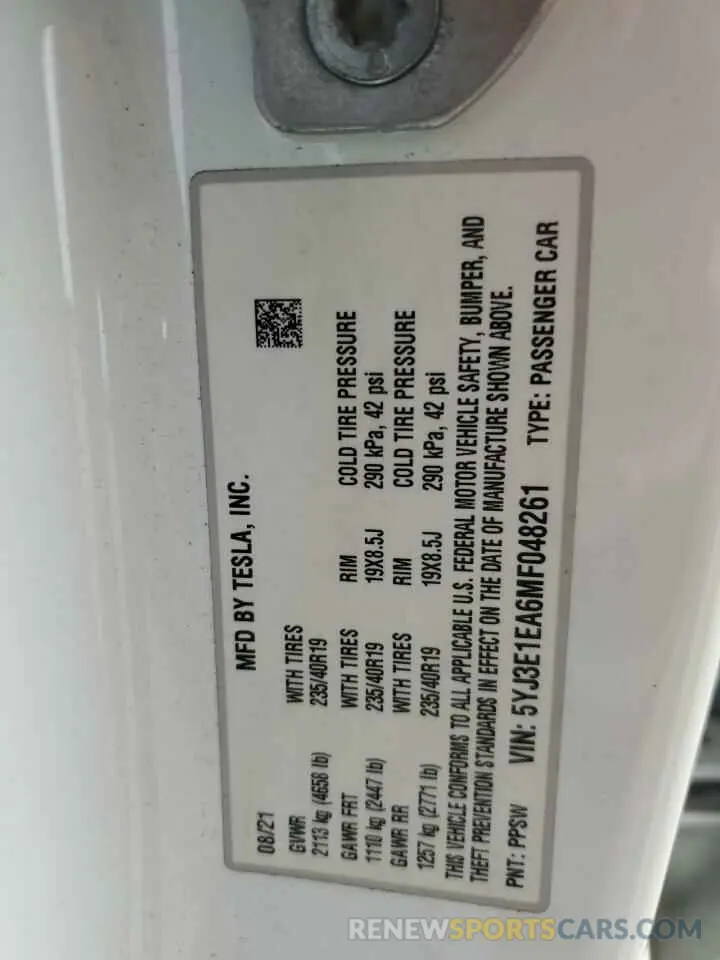 MFD BY TESLA, INC.
08/21
GVWR WITH TIRES
2113 kg (4658 lb) 235/40R19
GAWR FRT WITH TIRES RIM COLD TIRE PRESSURE
1110 kg (2447 lb) 235/40R19 19X8.5J 290 kPa, 42 psi
GAWR RR WITH TIRES RIM COLD TIRE PRESSURE
1257 kg (2771 lb) 235/40R19 19X8.5J 290 kPa, 42 psi
THIS VEHICLE CONFORMS TO ALL APPLICABLE U.S. FEDERAL MOTOR VEHICLE SAFETY, BUMPER, AND
THEFT PREVENTION STANDARDS IN EFFECT ON THE DATE OF MANUFACTURE SHOWN ABOVE.
PNT: PPSW VIN: 5YJ3E1EA6MF048261 TYPE: PASSENGER CAR
RENEWSPORTSCARS.COM